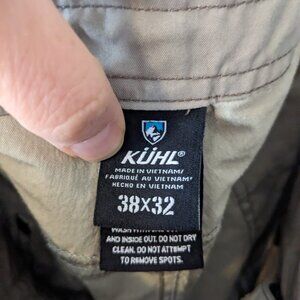 KÜHL®
MADE IN VIETNAM/
FABRIQUÉ AU VIETNAM/
HECHO EN VIETNAM
38X32
AND INSIDE OUT. DO NOT DRY
CLEAN. DO NOT ATTEMPT
TO REMOVE SPOTS.